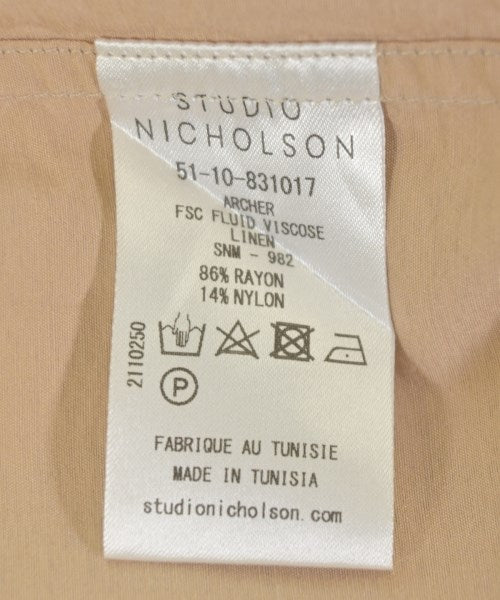 STUDIO
NICHOLSON
51-10-831017
ARCHER
FSC FLUID VISCOSE
LINEN
SNM - 982
86% RAYON
14% NYLON
2110250
P
FABRIQUE AU TUNISIE
MADE IN TUNISIA
studionicholson.com